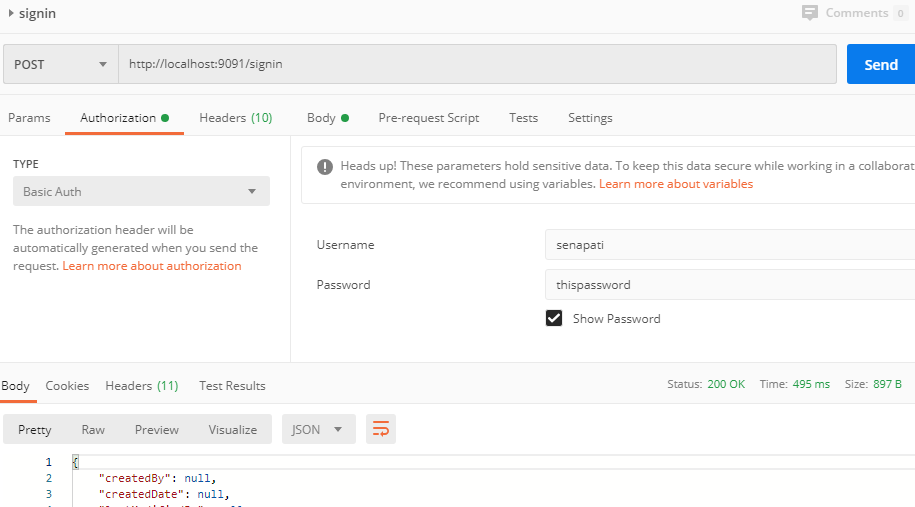 signin
Comments 0
POST
http://localhost:9091/signin
Send
Params
Authorization
Headers (10)
Body
Pre-request Script
Tests
Settings
TYPE
Basic Auth
The authorization header will be
automatically generated when you send the
request. Learn more about authorization
Heads up! These parameters hold sensitive data. To keep this data secure while working in a collaborat
environment, we recommend using variables. Learn more about variables
Username
senapati
Password
thispassword
Show Password
Body
Cookies
Headers (11)
Test Results
Status: 200 OK
Time: 495 ms
Size: 897 B
Pretty
Raw
Preview
Visualize
JSON
1 {
2 "createdBy": null,
3 "createdDate": null,